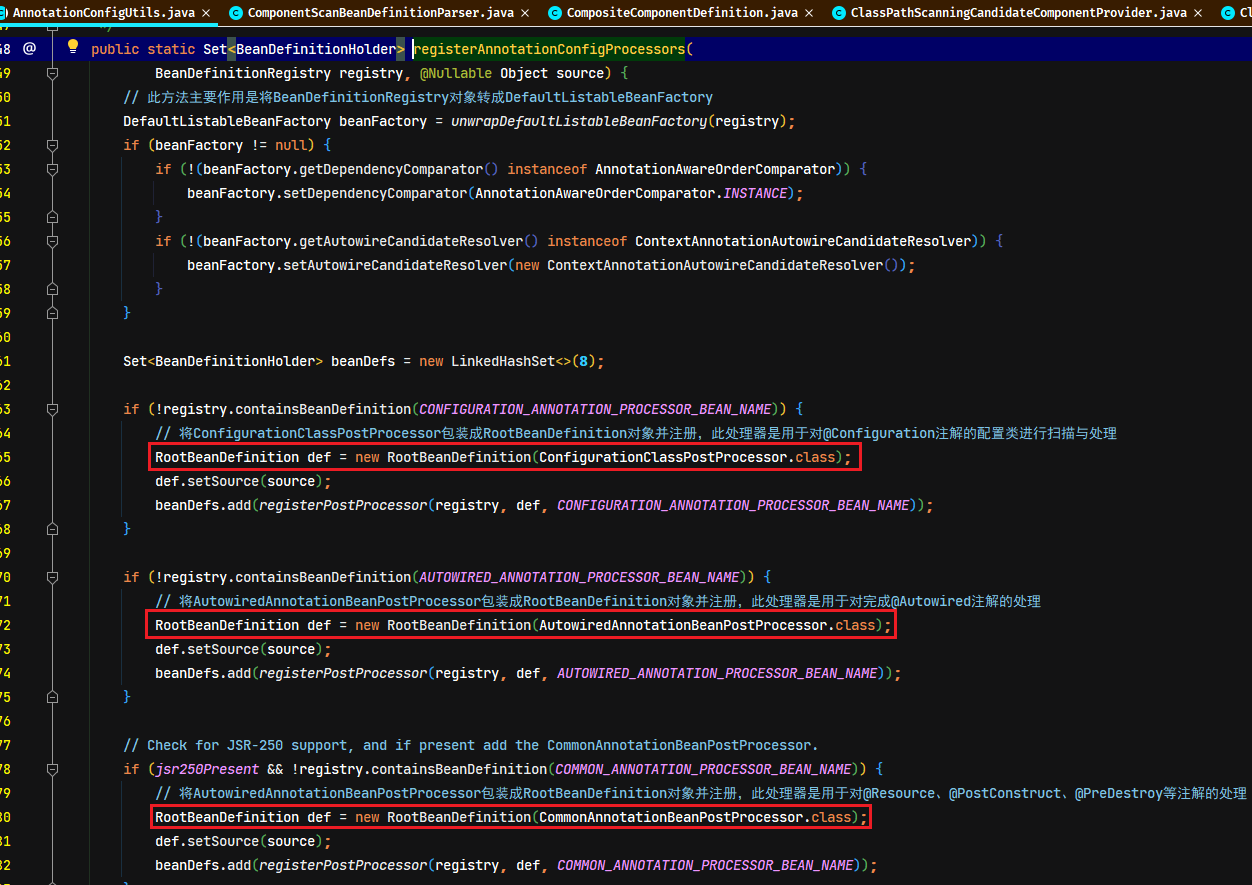 AnnotationConfigUtils.java × ComponentScanBeanDefinitionParser.java × CompositeComponentDefinition.java × ClassPathScanningCandidateComponentProvider.java ×
48 @ public static Set<BeanDefinitionHolder> registerAnnotationConfigProcessors(
49 BeanDefinitionRegistry registry, @Nullable Object source) {
50 // 此方法主要作用是将BeanDefinitionRegistry对象转成DefaultListableBeanFactory
51 DefaultListableBeanFactory beanFactory = unwrapDefaultListableBeanFactory(registry);
52 if (beanFactory != null) {
53 if (!(beanFactory.getDependencyComparator() instanceof AnnotationAwareOrderComparator)) {
54 beanFactory.setDependencyComparator(AnnotationAwareOrderComparator.INSTANCE);
55 }
56 if (!(beanFactory.getAutowireCandidateResolver() instanceof ContextAnnotationAutowireCandidateResolver)) {
57 beanFactory.setAutowireCandidateResolver(new ContextAnnotationAutowireCandidateResolver());
58 }
59 }
60
61 Set<BeanDefinitionHolder> beanDefs = new LinkedHashSet<>(8);
62
63 if (!registry.containsBeanDefinition(CONFIGURATION_ANNOTATION_PROCESSOR_BEAN_NAME)) {
64 // 将ConfigurationClassPostProcessor包装成RootBeanDefinition对象并注册，此处理器是用于对@Configuration注解的配置类进行扫描与处理
65 RootBeanDefinition def = new RootBeanDefinition(ConfigurationClassPostProcessor.class);
66 def.setSource(source);
67 beanDefs.add(registerPostProcessor(registry, def, CONFIGURATION_ANNOTATION_PROCESSOR_BEAN_NAME));
68 }
69
70 if (!registry.containsBeanDefinition(AUTOWIRED_ANNOTATION_PROCESSOR_BEAN_NAME)) {
71 // 将AutowiredAnnotationBeanPostProcessor包装成RootBeanDefinition对象并注册，此处理器是用于对完成@Autowired注解的处理
72 RootBeanDefinition def = new RootBeanDefinition(AutowiredAnnotationBeanPostProcessor.class);
73 def.setSource(source);
74 beanDefs.add(registerPostProcessor(registry, def, AUTOWIRED_ANNOTATION_PROCESSOR_BEAN_NAME));
75 }
76
77 // Check for JSR-250 support, and if present add the CommonAnnotationBeanPostProcessor.
78 if (jsr250Present && !registry.containsBeanDefinition(COMMON_ANNOTATION_PROCESSOR_BEAN_NAME)) {
79 // 将AutowiredAnnotationBeanPostProcessor包装成RootBeanDefinition对象并注册，此处理器是用于对@Resource、@PostConstruct、@PreDestroy等注解的处理
80 RootBeanDefinition def = new RootBeanDefinition(CommonAnnotationBeanPostProcessor.class);
81 def.setSource(source);
82 beanDefs.add(registerPostProcessor(registry, def, COMMON_ANNOTATION_PROCESSOR_BEAN_NAME));